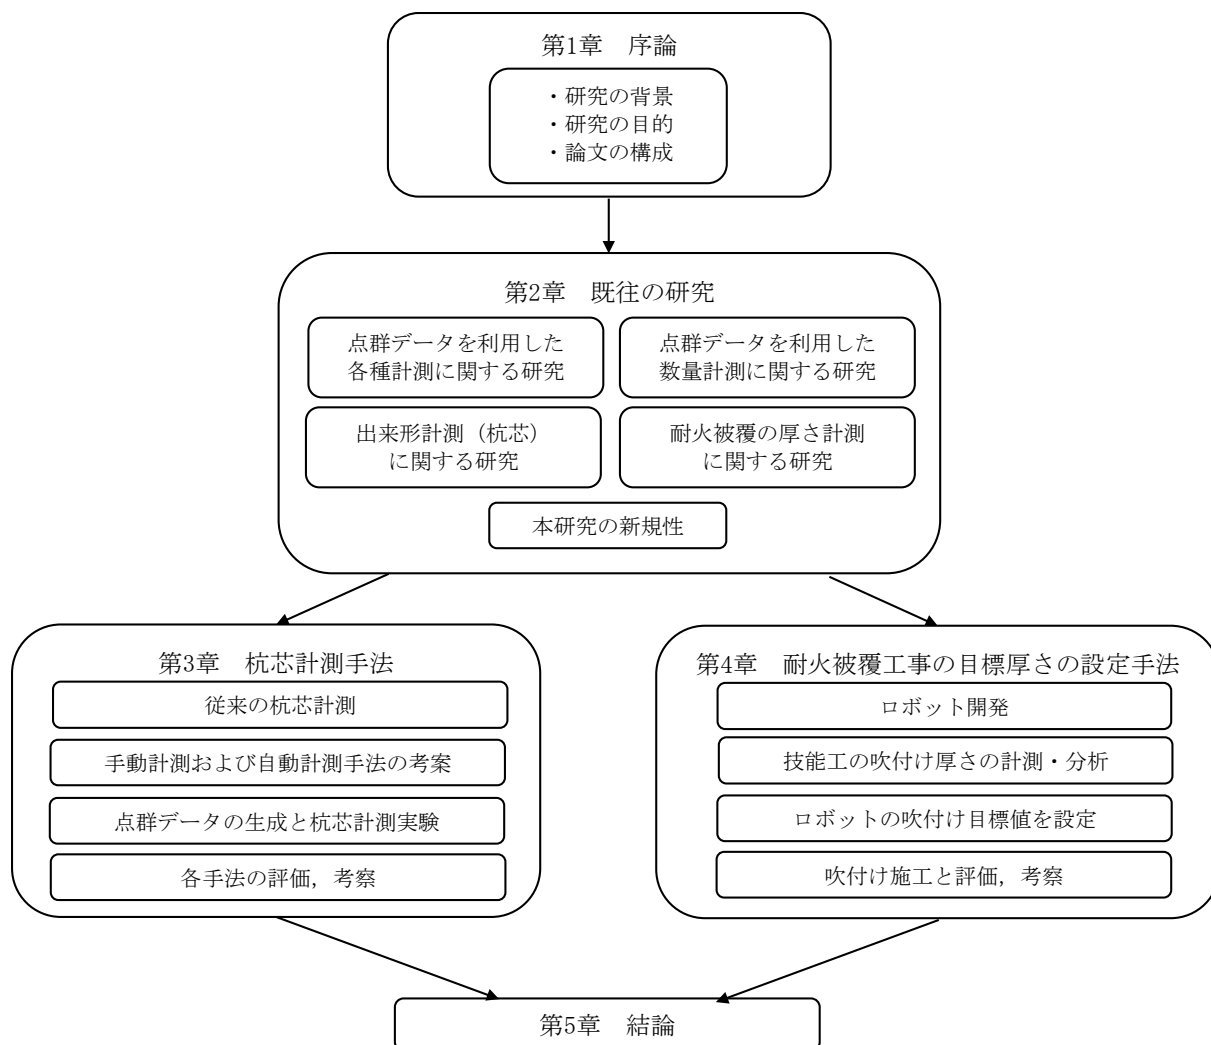 第1章　序論
・研究の背景
・研究の目的
・論文の構成
第2章　既往の研究
点群データを利用した
各種計測に関する研究
点群データを利用した
数量計測に関する研究
出来形計測（杭芯）
に関する研究
耐火被覆の厚さ計測
に関する研究
本研究の新規性
第3章　杭芯計測手法
従来の杭芯計測
手動計測および自動計測手法の考案
点群データの生成と杭芯計測実験
各手法の評価，考察
第4章　耐火被覆工事の目標厚さの設定手法
ロボット開発
技能工の吹付け厚さの計測・分析
ロボットの吹付け目標値を設定
吹付け施工と評価，考察
第5章　結論